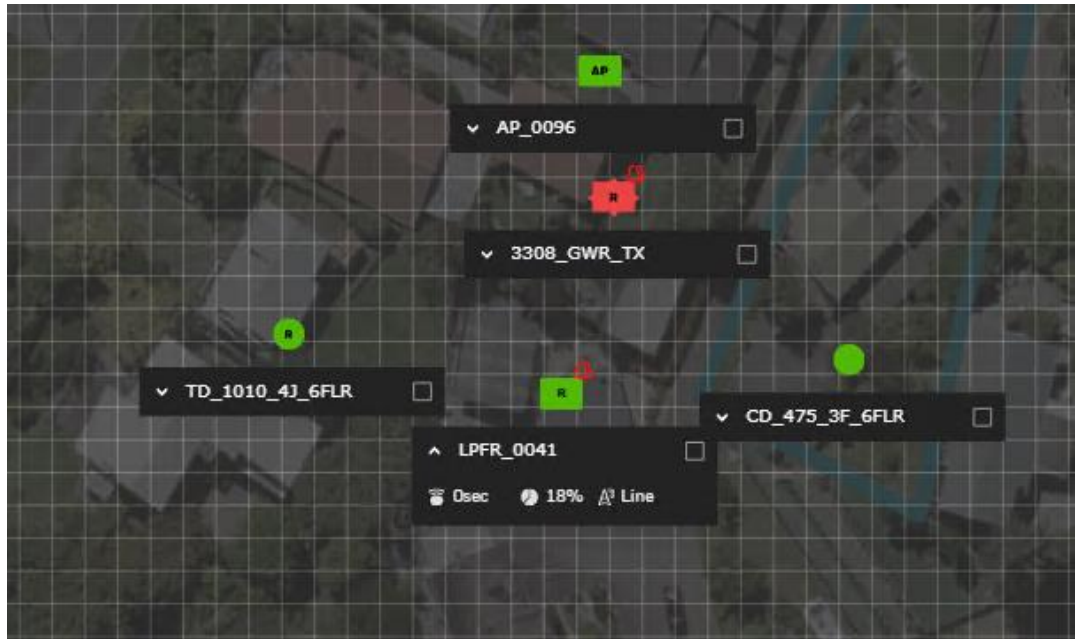 AP
AP_0096
R
3308_GWR_TX
R
TD_1010_4J_6FLR
R
CD_475_3F_6FLR
LPFR_0041
0sec 18% Line